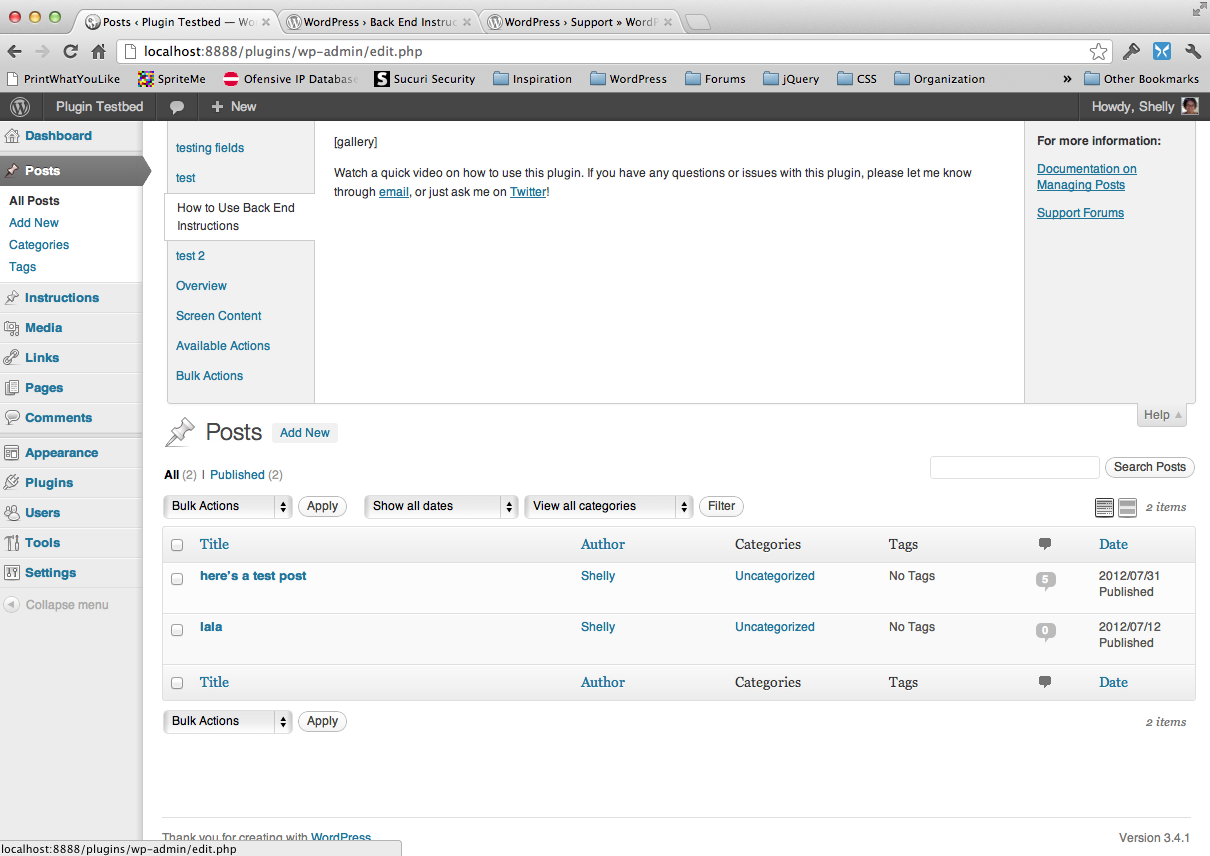 Posts ‹ Plugin Testbed — Wo
WordPress › Back End Instruc
WordPress › Support » WordP
localhost:8888/plugins/wp-admin/edit.php
PrintWhatYouLike SpriteMe Ofensive IP Database Sucuri Security Inspiration WordPress Forums jQuery CSS Organization » Other Bookmarks
Plugin Testbed + New Howdy, Shelly
Dashboard
Posts
All Posts
Add New
Categories
Tags
Instructions
Media
Links
Pages
Comments
Appearance
Plugins
Users
Tools
Settings
Collapse menu
testing fields
test
How to Use Back End
Instructions
test 2
Overview
Screen Content
Available Actions
Bulk Actions
[gallery]
Watch a quick video on how to use this plugin. If you have any questions or issues with this plugin, please let me know
through email, or just ask me on Twitter!
For more information:
Documentation on
Managing Posts
Support Forums
Help
Posts Add New
All (2) | Published (2)
Search Posts
Bulk Actions Apply Show all dates View all categories Filter 2 items
Title Author Categories Tags Date
here's a test post Shelly Uncategorized No Tags 5 2012/07/31
Published
lala Shelly Uncategorized No Tags 0 2012/07/12
Published
Title Author Categories Tags Date
Bulk Actions Apply 2 items
Thank you for creating with WordPress
Version 3.4.1
localhost:8888/plugins/wp-admin/edit.php